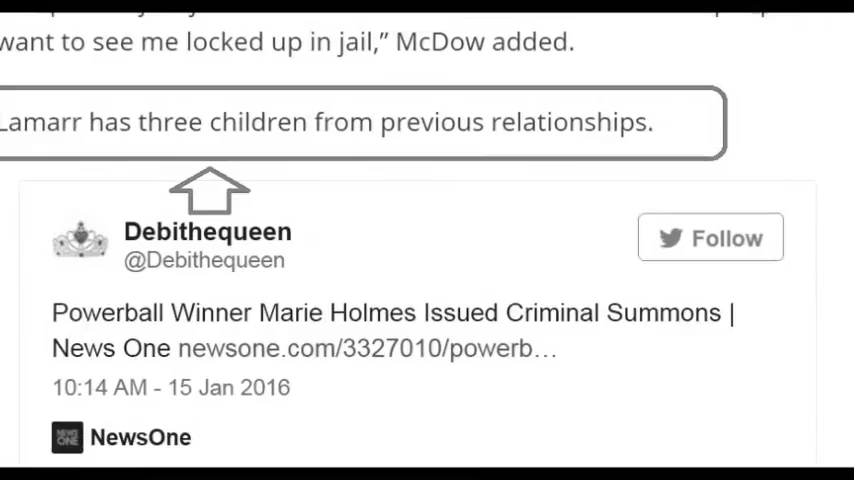 want to see me locked up in jail,” McDow added.
Lamarr has three children from previous relationships.
Debithequeen
Follow
@Debithequeen
Powerball Winner Marie Holmes Issued Criminal Summons |
News One newsone.com/3327010/powerb…
10:14 AM - 15 Jan 2016
NEWS
ONE
NewsOne